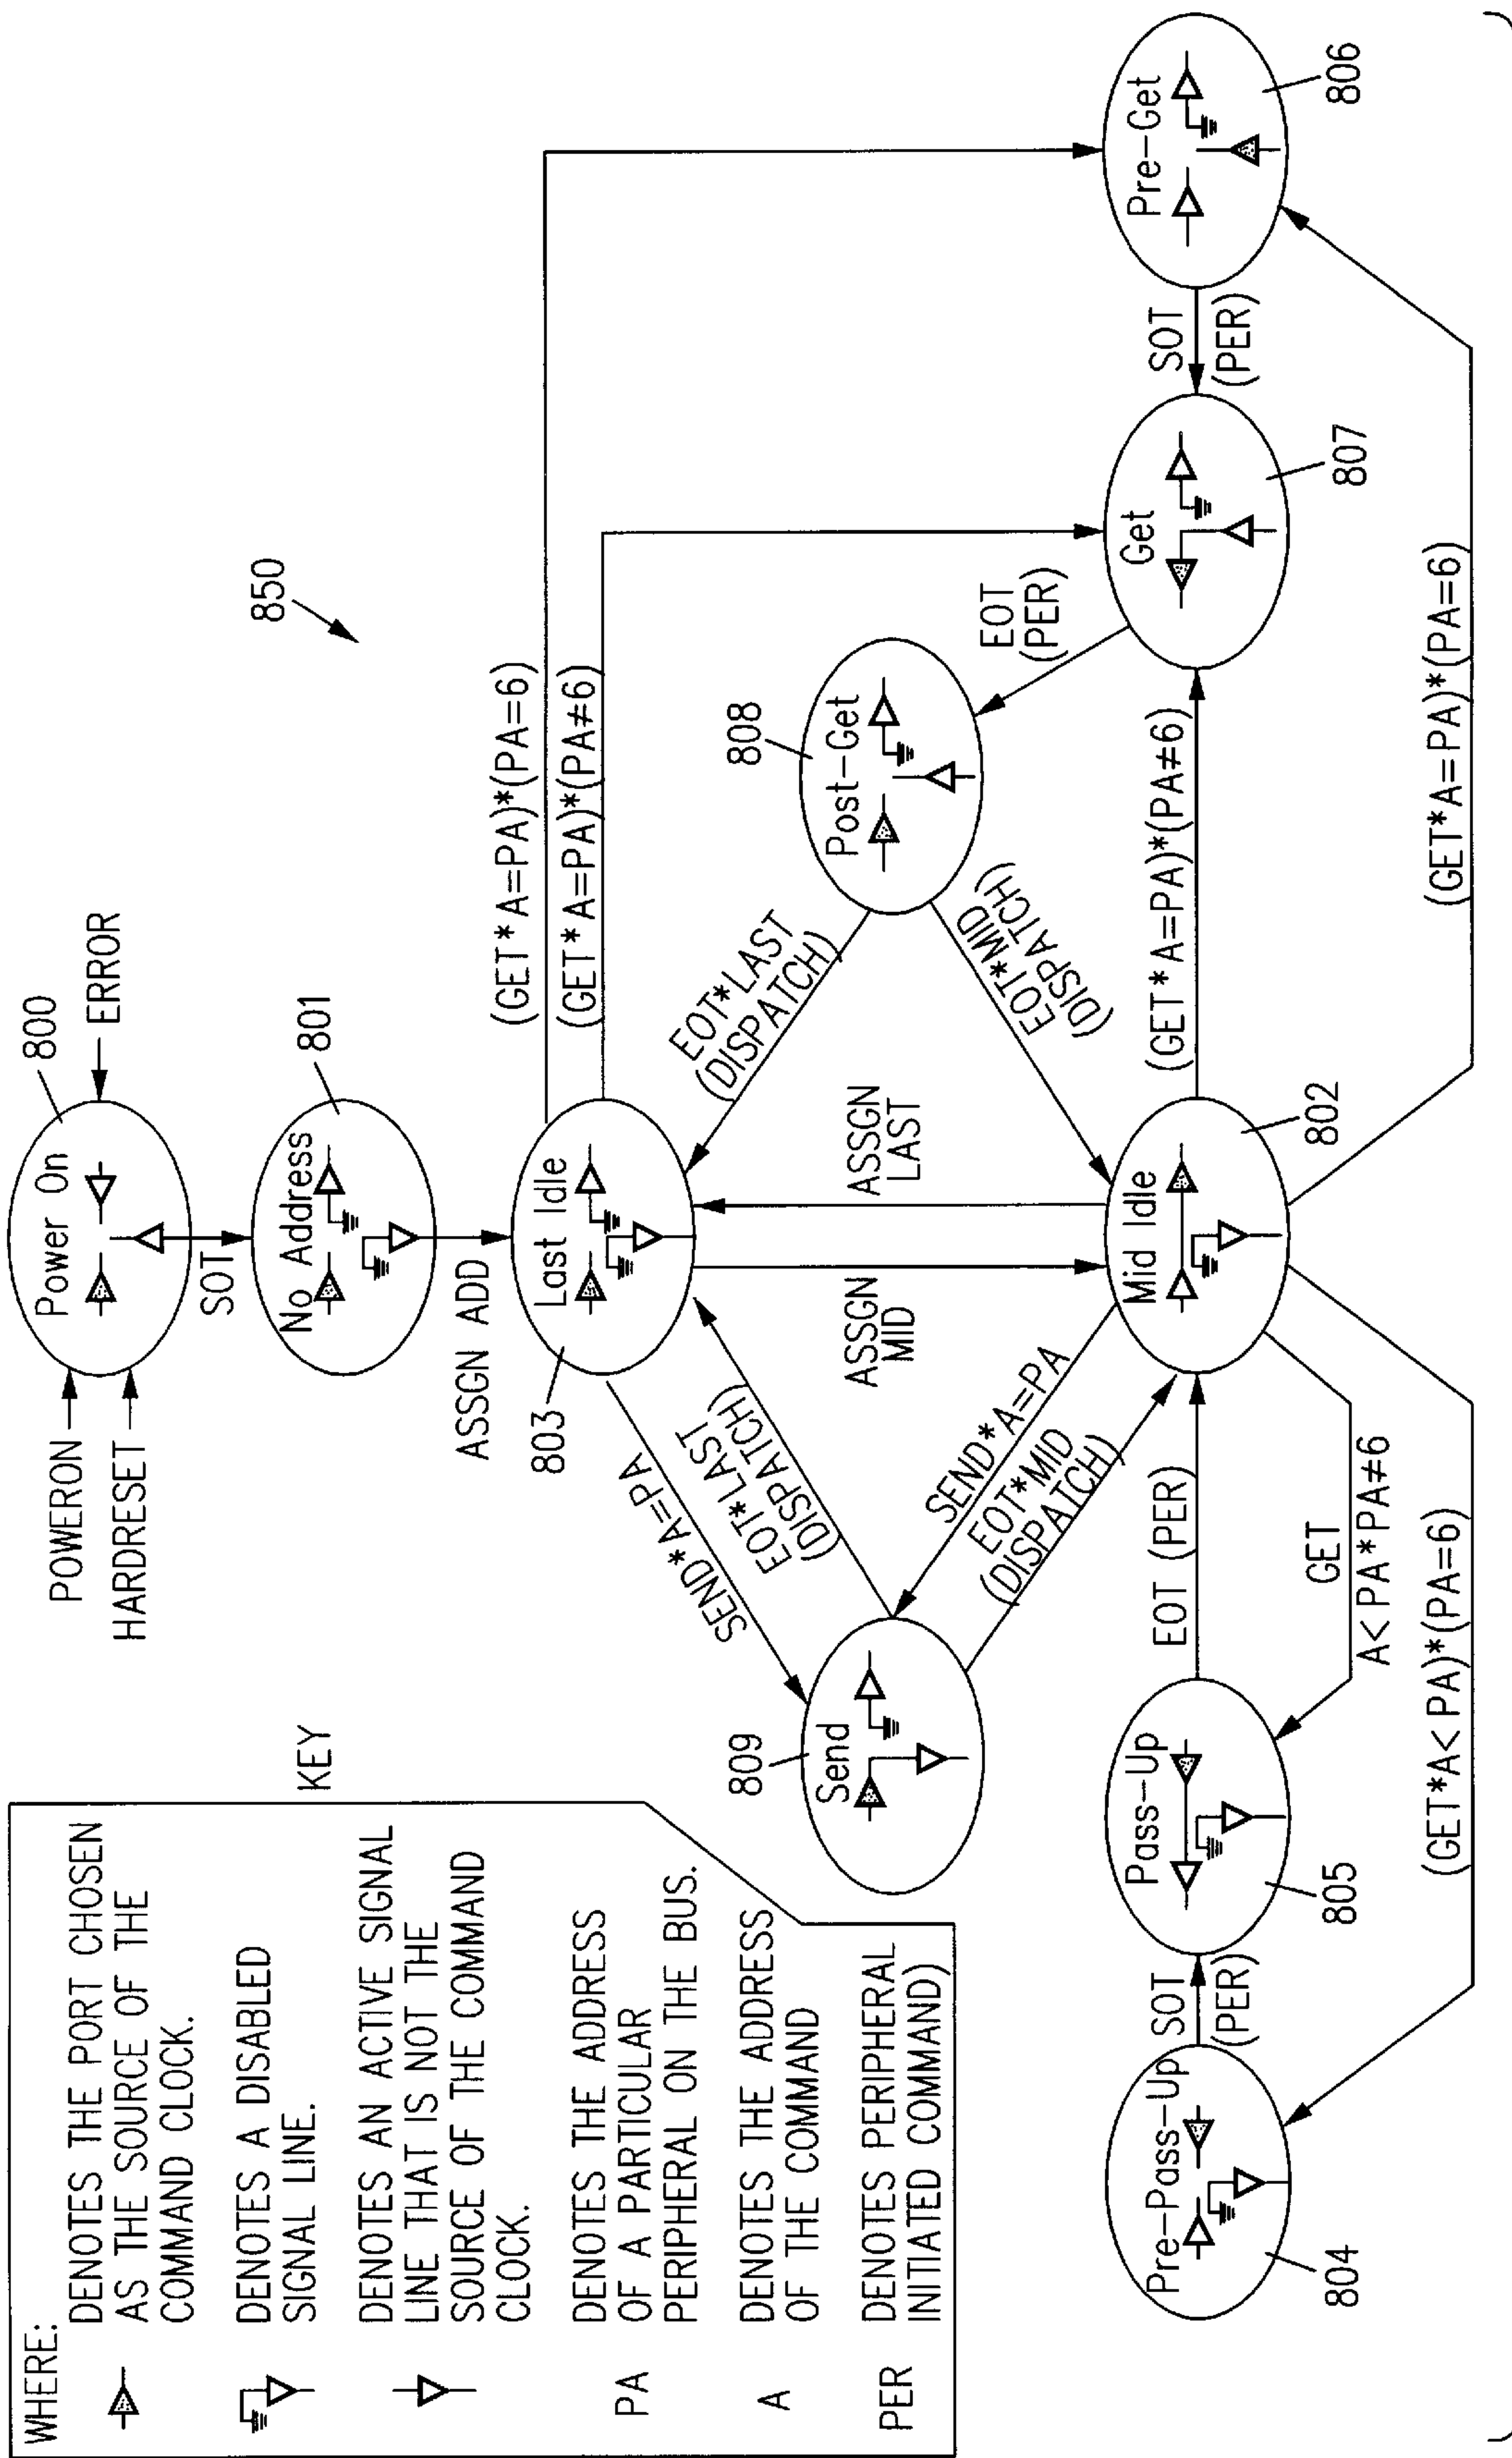 WHERE:
DENOTES THE PORT CHOSEN
AS THE SOURCE OF THE
COMMAND CLOCK.
DENOTES A DISABLED
SIGNAL LINE.
DENOTES AN ACTIVE SIGNAL
LINE THAT IS NOT THE
SOURCE OF THE COMMAND
CLOCK.
PA
DENOTES THE ADDRESS
OF A PARTICULAR
PERIPHERAL ON THE BUS.
A
DENOTES THE ADDRESS
OF THE COMMAND
PER
DENOTES PERIPHERAL
INITIATED COMMAND)
KEY
POWERON
HARDRESET
800
ERROR
Power On
SOT
801
No Address
ASSGN ADD
803
Last Idle
850
(GET*A=PA)*(PA=6)
(GET*A=PA)*(PA≠6)
SEND*A=PA
EOT*LAST
(DISPATCH)
ASSGN
MID
ASSGN
LAST
EOT*LAST
(DISPATCH)
EOT*MID
(DISPATCH)
809
Send
SEND*A=PA
EOT*MID
(DISPATCH)
808
Post-Get
EOT
(PER)
Pre-Pass-Up
804
SOT
(PER)
Pass-Up
805
EOT (PER)
GET
A<PA*PA≠6
(GET*A<PA)*(PA=6)
Mid Idle
802
(GET*A=PA)*(PA≠6)
Get
807
SOT
(PER)
Pre-Get
806
(GET*A=PA)*(PA=6)